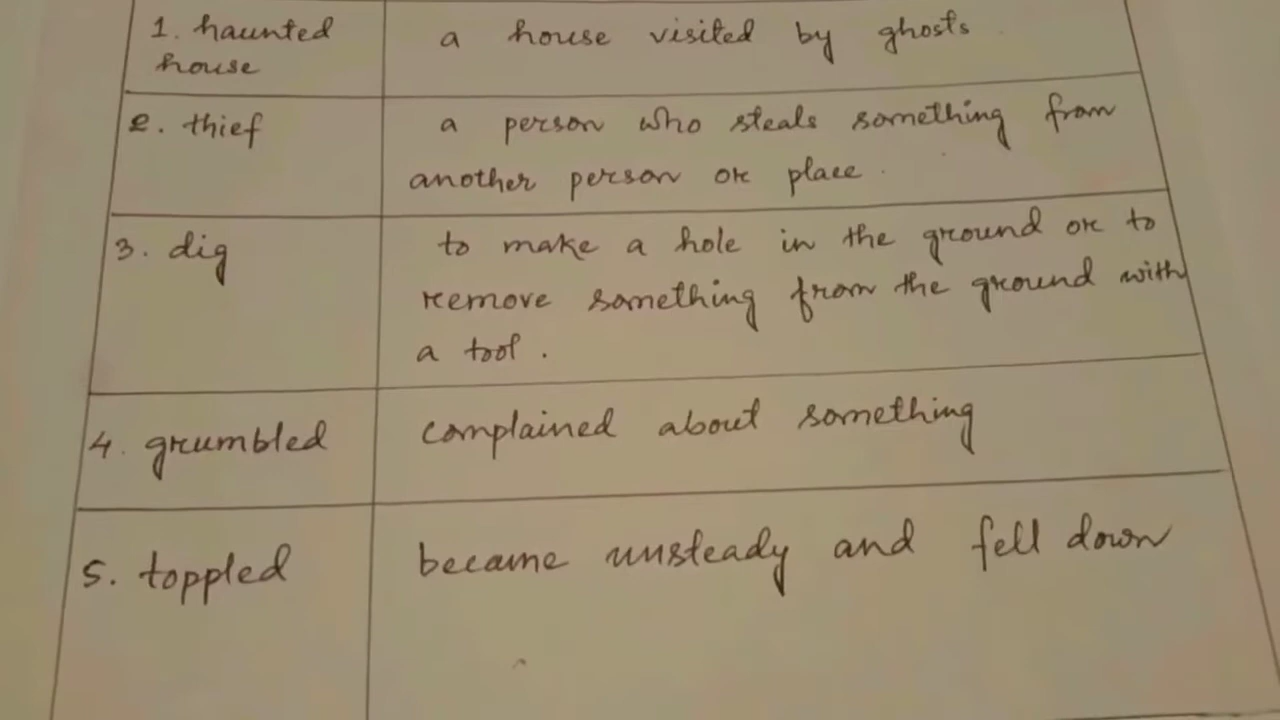 1. haunted house
a house visited by ghosts
2. thief
a person who steals something from
another person or place.
3. dig
to make a hole in the ground or to
remove something from the ground with
a tool.
4. grumbled
complained about something
5. toppled
became unsteady and fell down